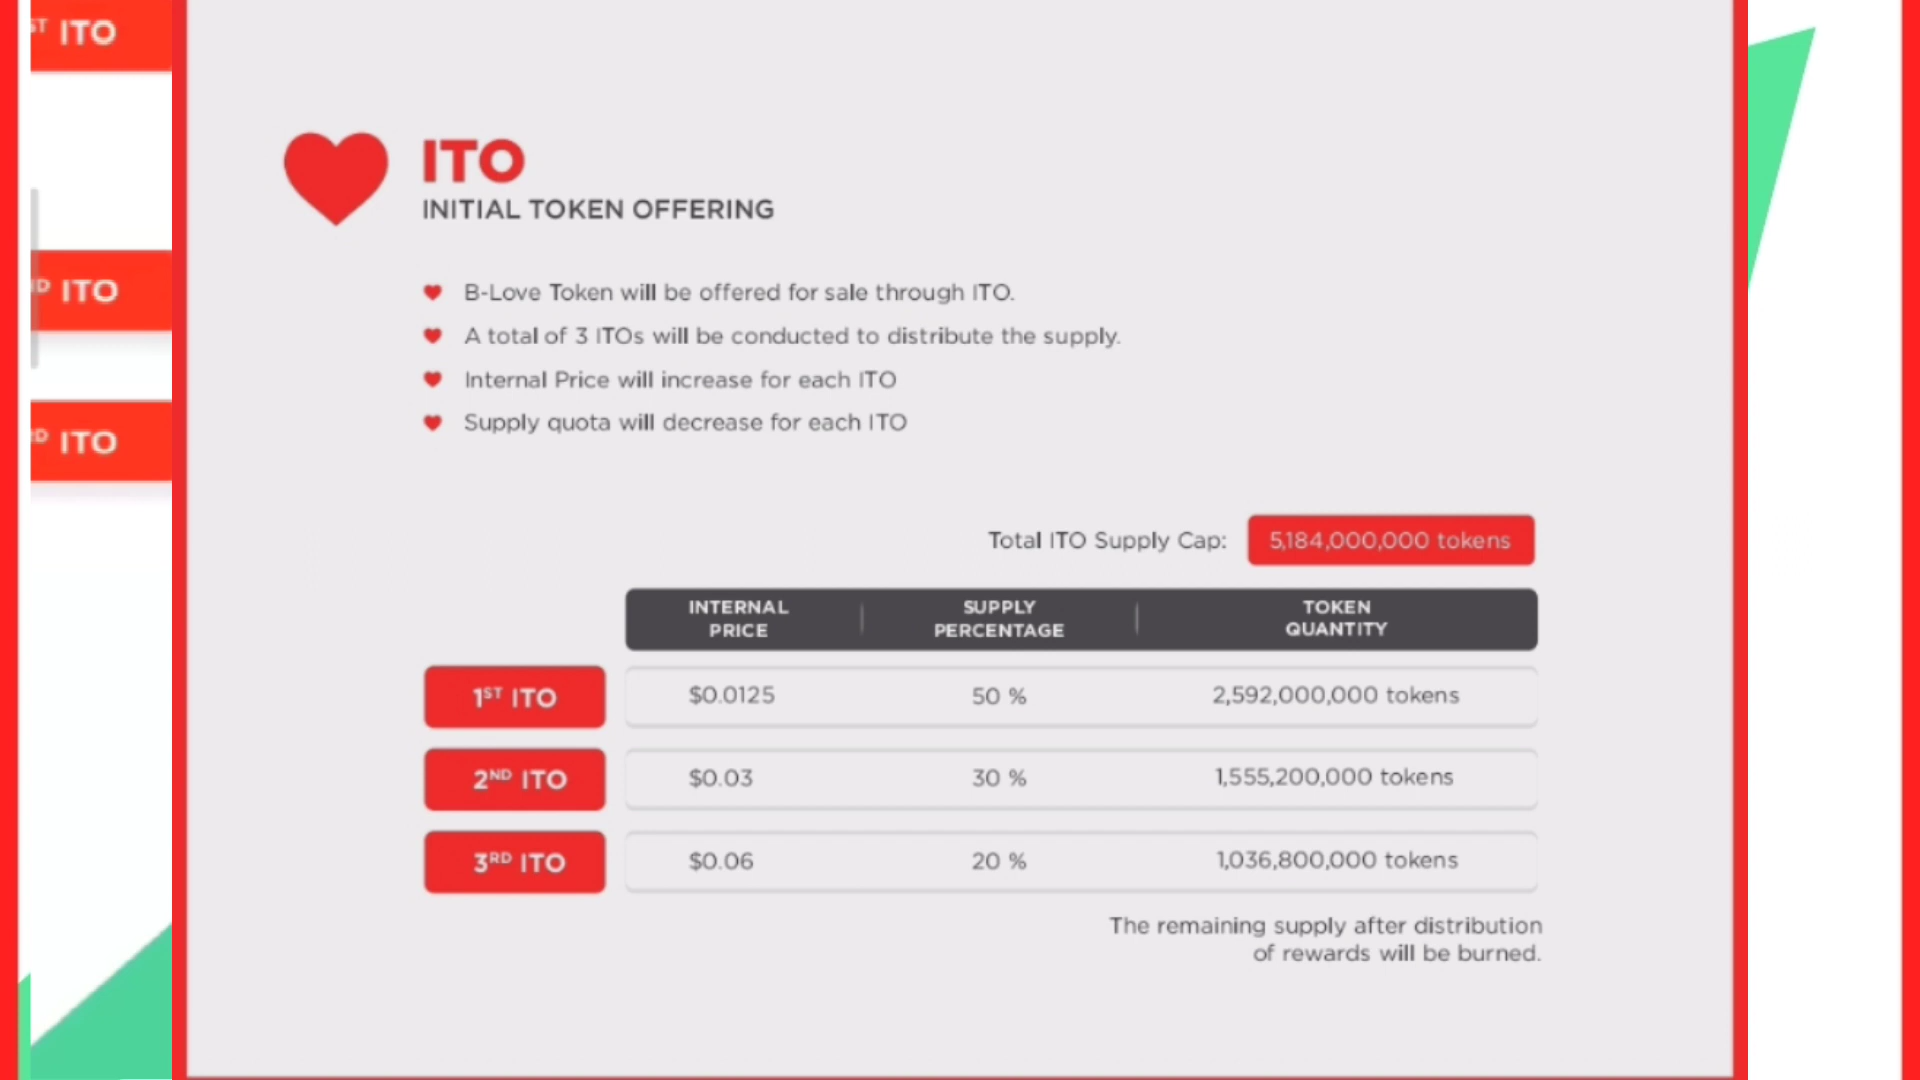 ST ITO
ITO
INITIAL TOKEN OFFERING
B-Love Token will be offered for sale through ITO.
ND ITO
A total of 3 ITOs will be conducted to distribute the supply.
Internal Price will increase for each ITO
Supply quota will decrease for each ITO
RD ITO
Total ITO Supply Cap: 5,184,000,000 tokens
INTERNAL PRICE SUPPLY PERCENTAGE TOKEN QUANTITY
1ST ITO $0.0125 50 % 2,592,000,000 tokens
2ND ITO $0.03 30 % 1,555,200,000 tokens
3RD ITO $0.06 20 % 1,036,800,000 tokens
The remaining supply after distribution
of rewards will be burned.